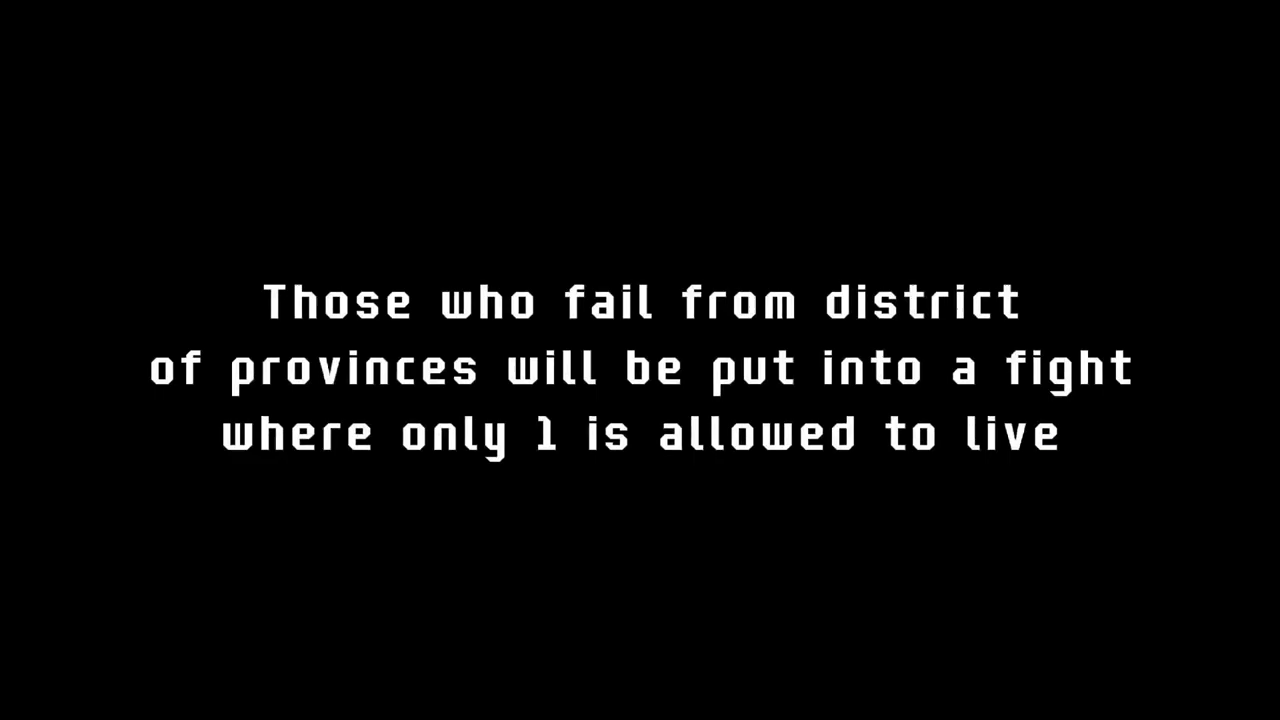 Those who fail from district
of provinces will be put into a fight
where only 1 is allowed to live